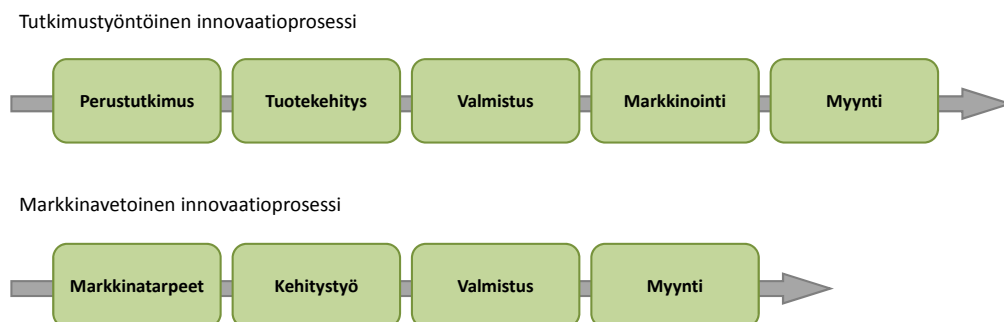 Tutkimustyöntöinen innovaatioprosessi
Perustutkimus
Tuotekehitys
Valmistus
Markkinointi
Myynti
Markkinavetoinen innovaatioprosessi
Markkinatarpeet
Kehitystyö
Valmistus
Myynti